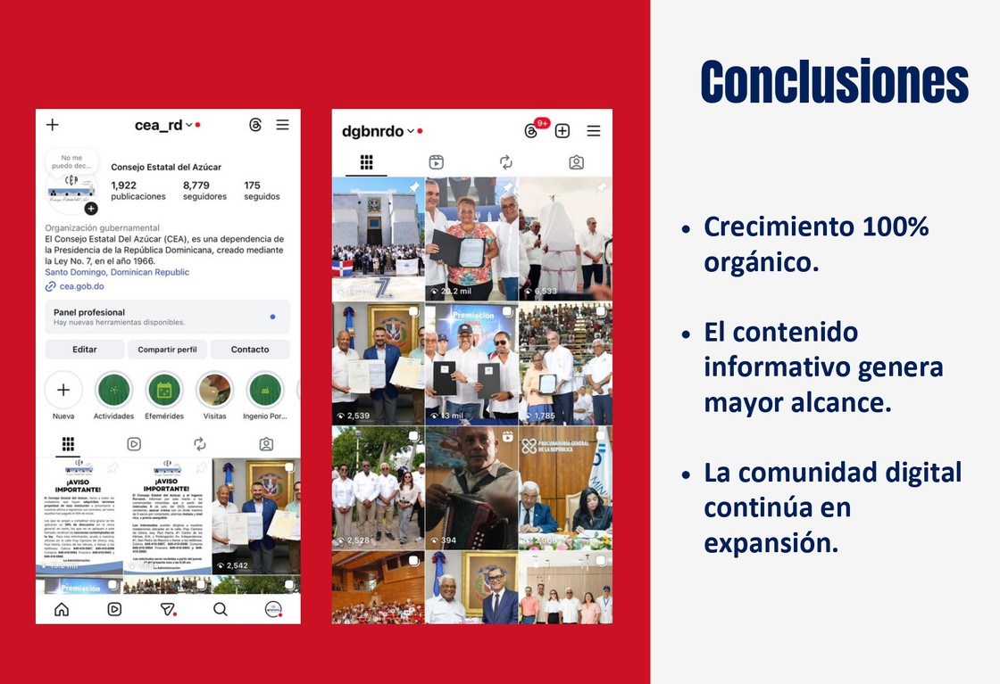 Conclusiones
cea_rd
No me
puedo dec...
CEA
Consejo Estatal del Azúcar
1,922
publicaciones
8,779
seguidores
175
seguidos
Organización gubernamental
El Consejo Estatal Del Azúcar (CEA), es una dependencia de
la Presidencia de la República Dominicana, creado mediante
la Ley No. 7, en el año 1966.
Santo Domingo, Dominican Republic
cea.gob.do
Panel profesional
Hay nuevas herramientas disponibles.
Editar
Compartir perfil
Contacto
Nueva
Actividades
Efemérides
Visitas
Ingenio Por...
¡AVISO
IMPORTANTE!
¡AVISO
IMPORTANTE!
2,542
Premiación
dgbnrdo
9+
20.2 mil
6,533
7
Premiación
2,539
13 mil
1,785
PROCURADURÍA GENERAL
DE LA REPÚBLICA
2,528
394
• Crecimiento 100%
orgánico.
• El contenido
informativo genera
mayor alcance.
• La comunidad digital
continúa en
expansión.